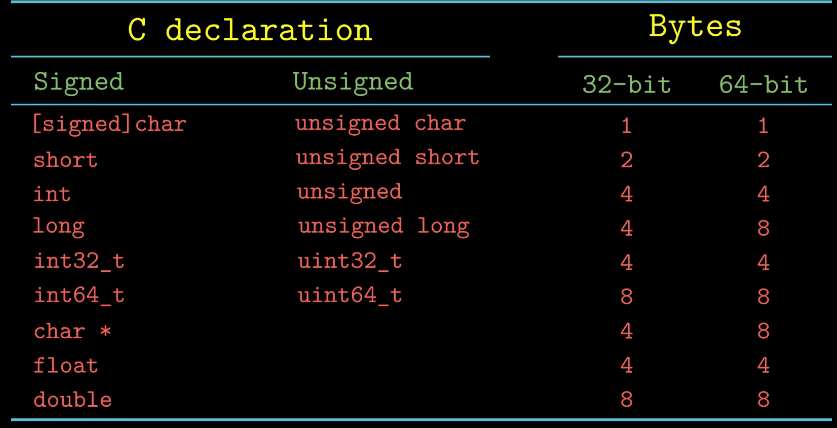 C declaration Bytes
Signed Unsigned 32-bit 64-bit
[signed]char unsigned char 1 1
short unsigned short 2 2
int unsigned 4 4
long unsigned long 4 8
int32_t uint32_t 4 4
int64_t uint64_t 8 8
char * 4 8
float 4 4
double 8 8